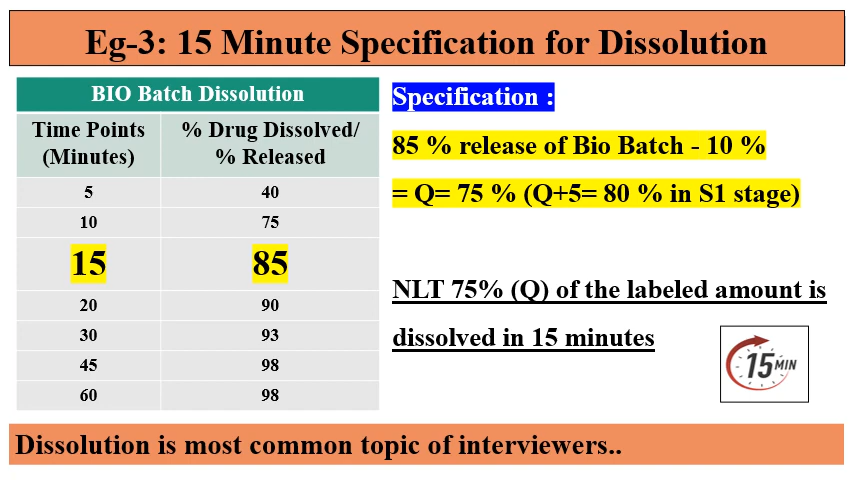 Eg-3: 15 Minute Specification for Dissolution
BIO Batch Dissolution
Time Points (Minutes) % Drug Dissolved/ % Released
5 40
10 75
15 85
20 90
30 93
45 98
60 98
Specification :
85 % release of Bio Batch - 10 %
= Q= 75 % (Q+5= 80 % in S1 stage)
NLT 75% (Q) of the labeled amount is
dissolved in 15 minutes
15 MIN
Dissolution is most common topic of interviewers..